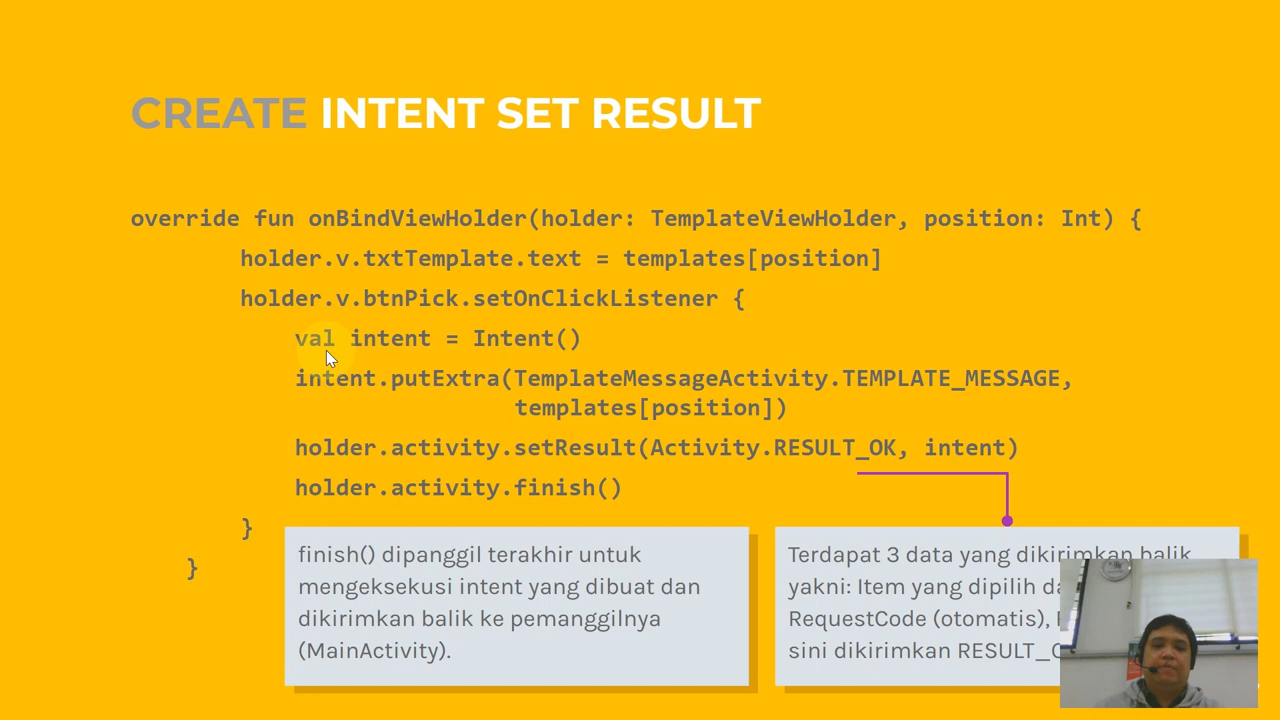 CREATE INTENT SET RESULT
override fun onBindViewHolder(holder: TemplateViewHolder, position: Int) {
holder.v.txtTemplate.text = templates[position]
holder.v.btnPick.setOnClickListener {
val intent = Intent()
intent.putExtra(TemplateMessageActivity.TEMPLATE_MESSAGE,
templates[position])
holder.activity.setResult(Activity.RESULT_OK, intent)
holder.activity.finish()
}
}
finish() dipanggil terakhir untuk
mengeksekusi intent yang dibuat dan
dikirimkan balik ke pemanggilnya
(MainActivity).
Terdapat 3 data yang dikirimkan balik
yakni: Item yang dipilih
RequestCode (otomatis),
sini dikirimkan